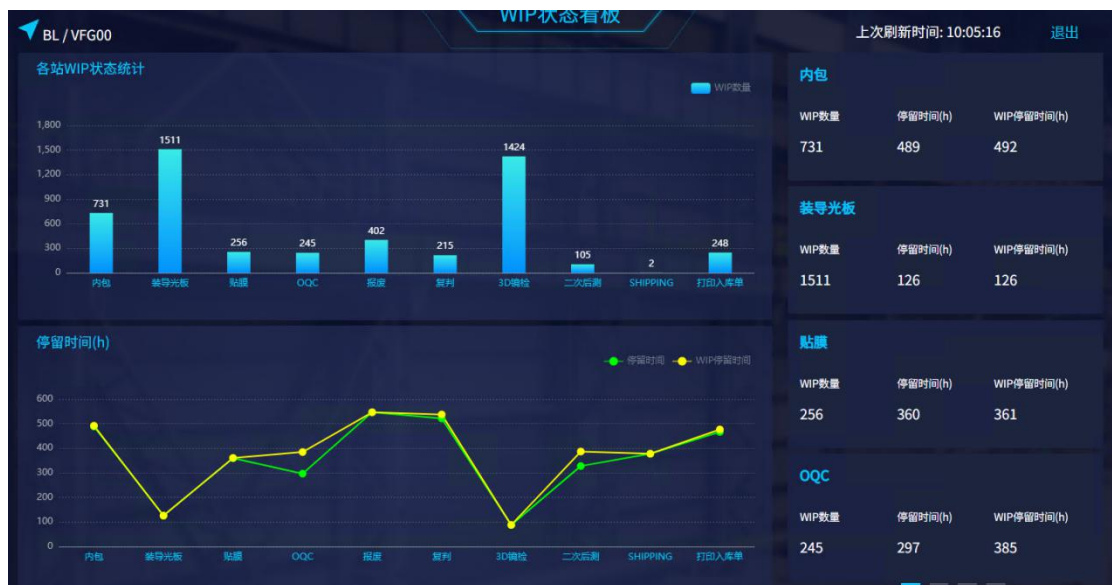 WIP状态看板
BL / VFG00
上次刷新时间: 10:05:16
退出
各站WIP状态统计
WIP数量
1,800
1,500
1,200
900
600
300
0
731
1511
256
245
402
215
1424
105
2
248
内包
装导光板
贴膜
OQC
报废
复判
3D镜检
二次后测
SHIPPING
打印入库单
停留时间(h)
停留时间
WIP停留时间
600
500
400
300
200
100
0
内包
装导光板
贴膜
OQC
报废
复判
3D镜检
二次后测
SHIPPING
打印入库单
内包
WIP数量 停留时间(h) WIP停留时间(h)
731 489 492
装导光板
WIP数量 停留时间(h) WIP停留时间(h)
1511 126 126
贴膜
WIP数量 停留时间(h) WIP停留时间(h)
256 360 361
OQC
WIP数量 停留时间(h) WIP停留时间(h)
245 297 385